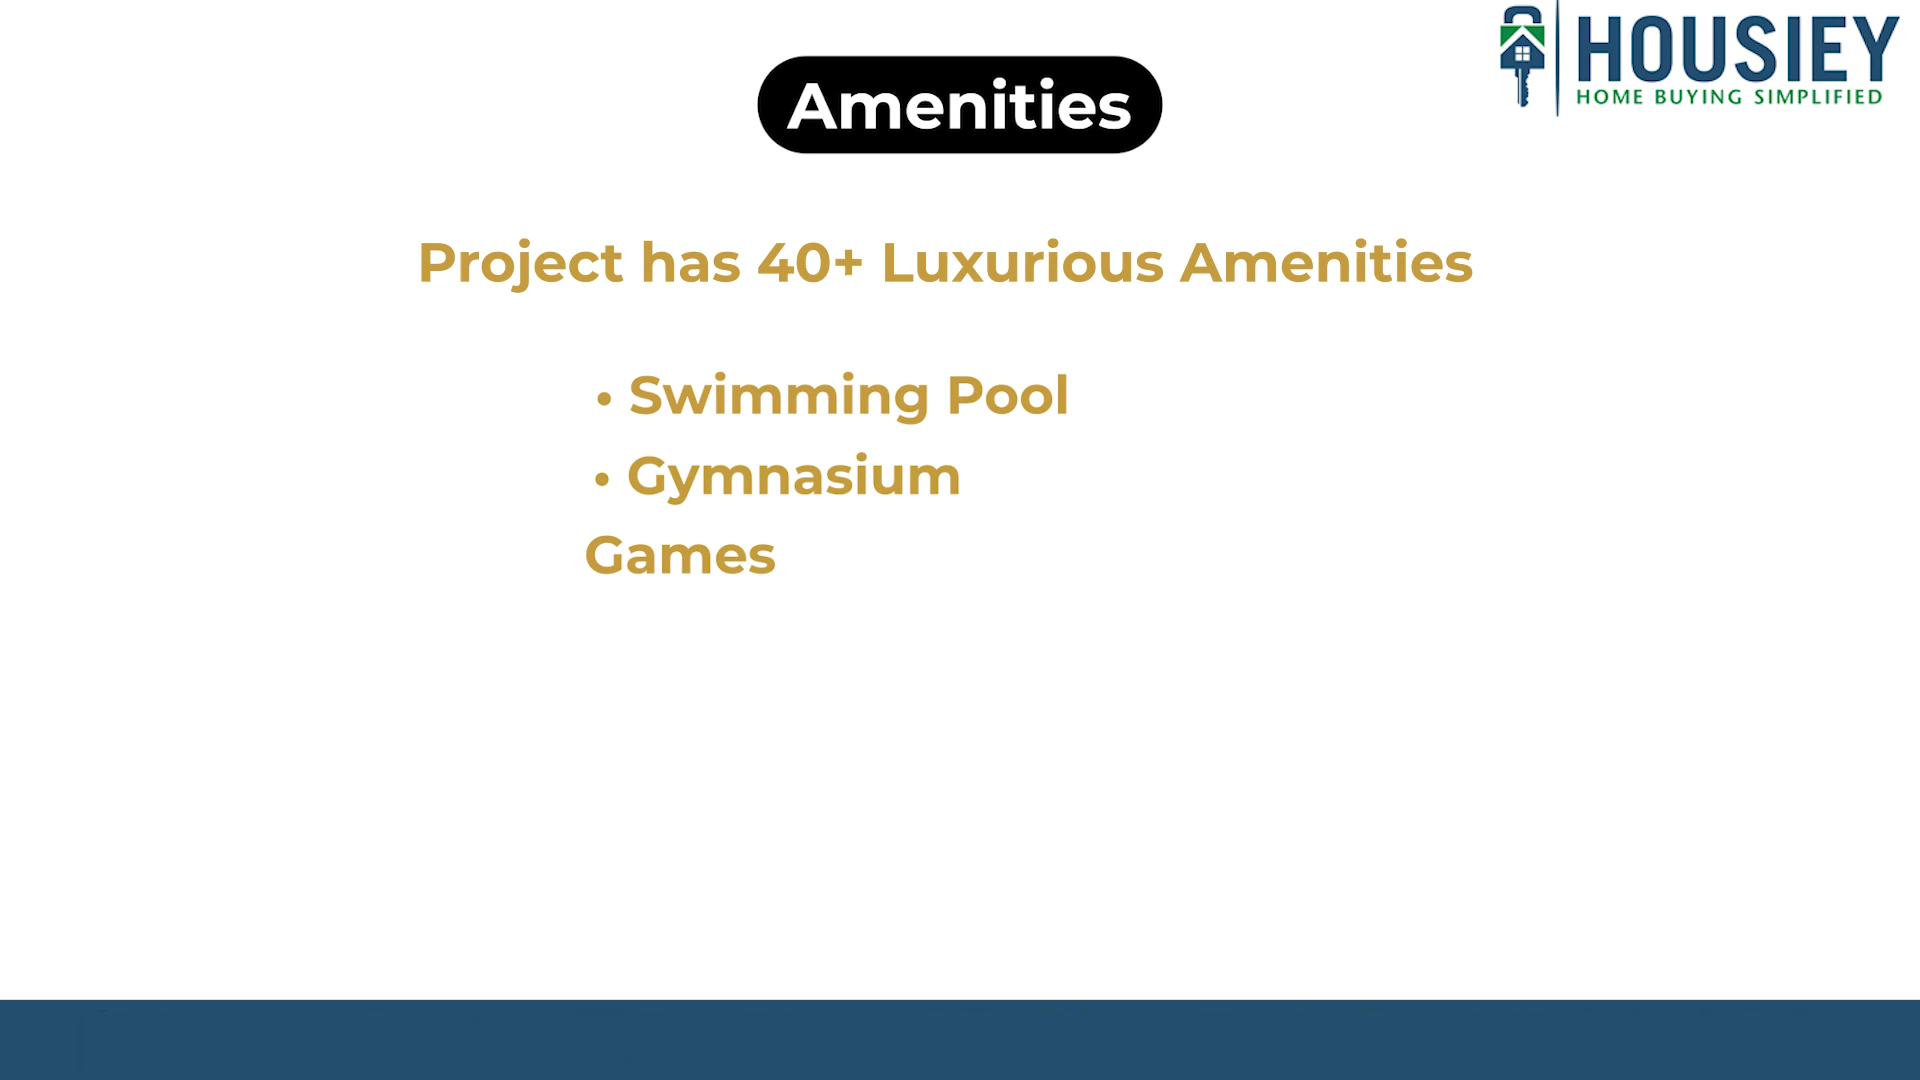 HOUSIEY
HOME BUYING SIMPLIFIED
Amenities
Project has 40+ Luxurious Amenities
• Swimming Pool
• Gymnasium
Games